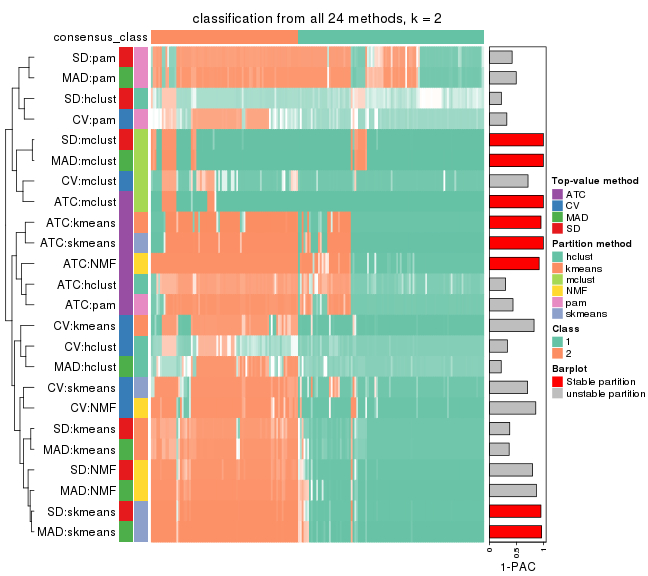 classification from all 24 methods, k = 2
consensus_class
SD:pam
MAD:pam
SD:hclust
CV:pam
SD:mclust
MAD:mclust
CV:mclust
ATC:mclust
ATC:kmeans
ATC:skmeans
ATC:NMF
ATC:hclust
ATC:pam
CV:kmeans
CV:hclust
MAD:hclust
CV:skmeans
CV:NMF
SD:kmeans
MAD:kmeans
SD:NMF
MAD:NMF
SD:skmeans
MAD:skmeans
0 0.5 1
1-PAC
Top-value method
ATC
CV
MAD
SD
Partition method
hclust
kmeans
mclust
NMF
pam
skmeans
Class
1
2
Barplot
Stable partition
unstable partition